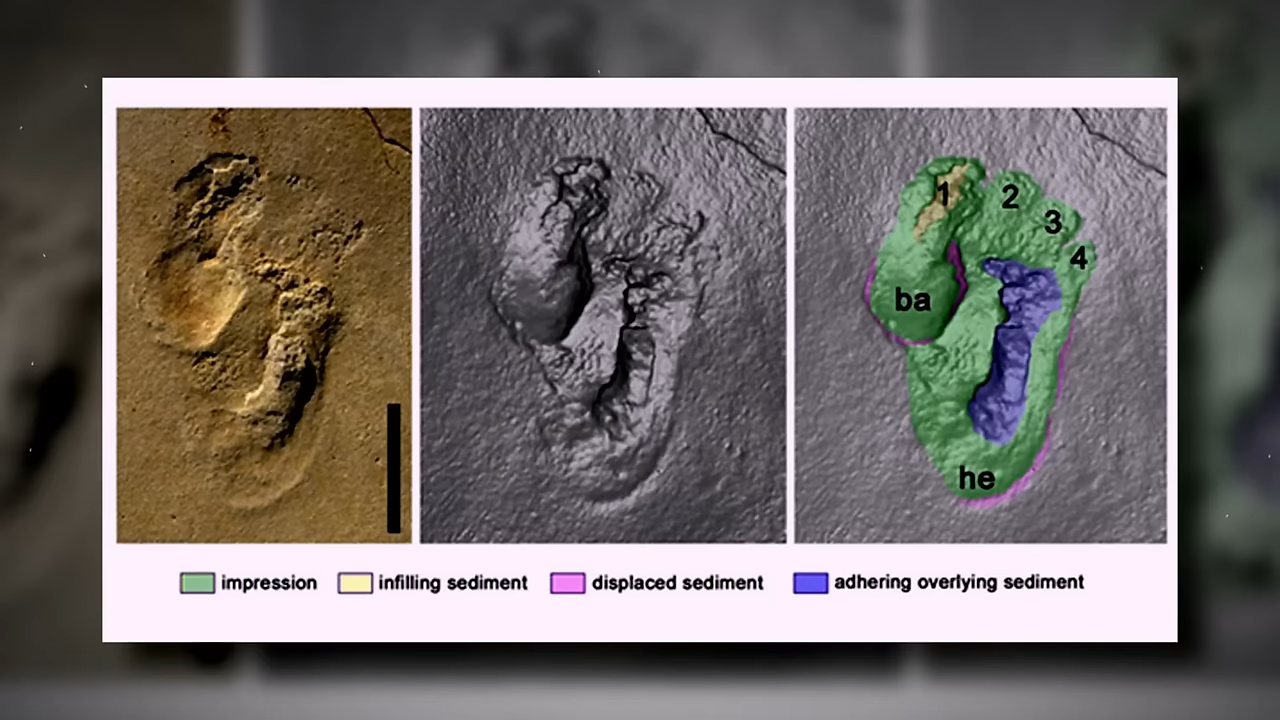 1
2
3
4
ba
he
impression infilling sediment displaced sediment adhering overlying sediment